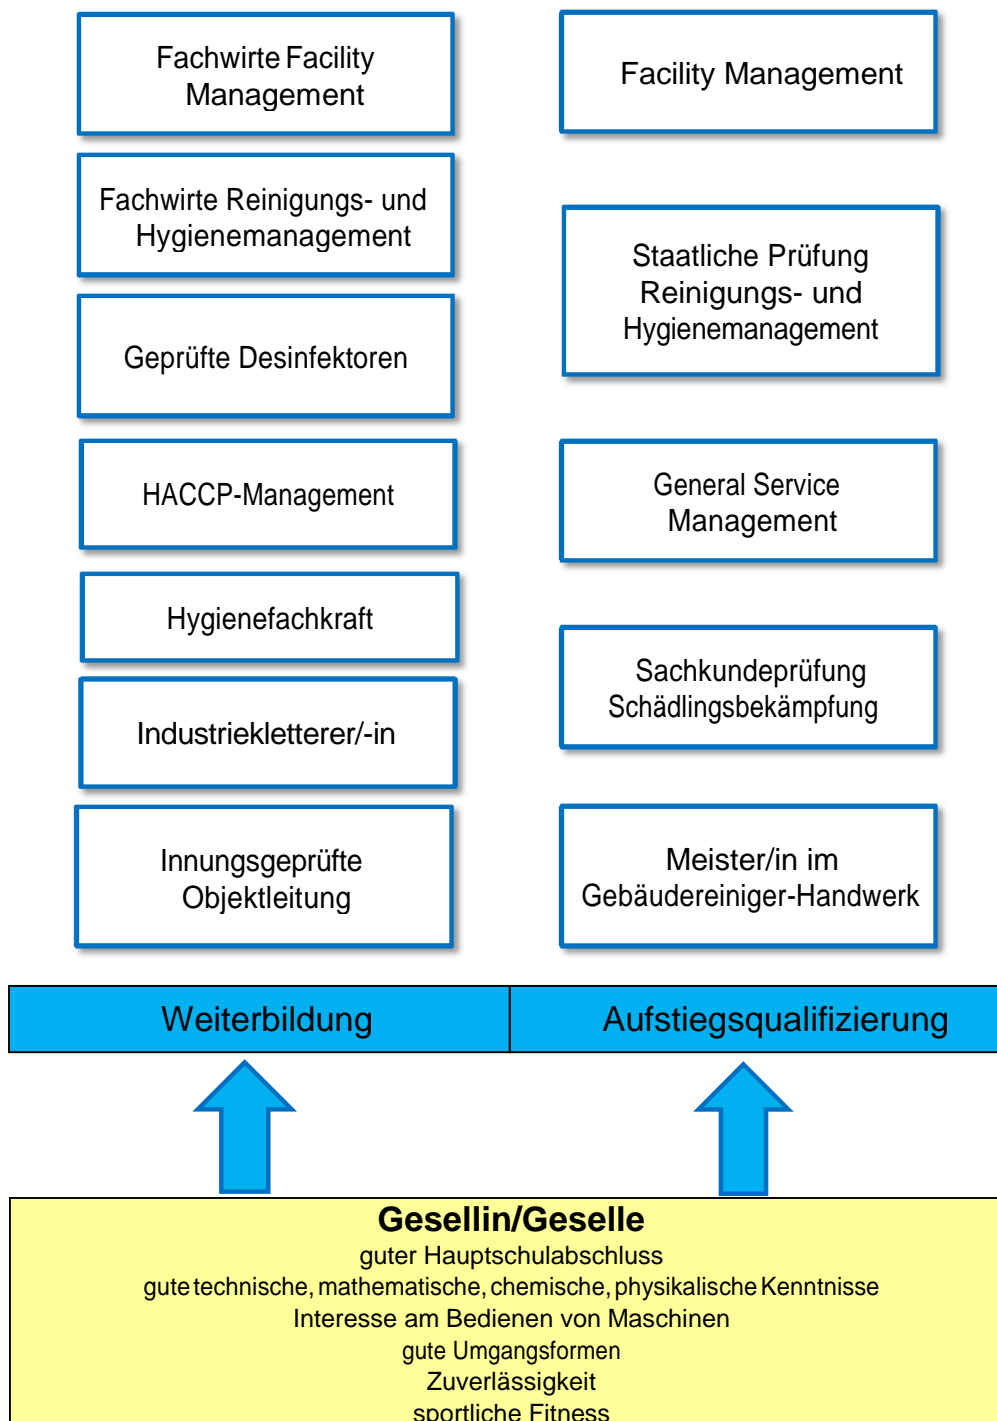 Fachwirte Facility
Management
Fachwirte Reinigungs- und
Hygienemanagement
Geprüfte Desinfektoren
HACCP-Management
Hygienefachkraft
Industriekletterer/-in
Innungsgeprüfte
Objektleitung
Facility Management
Staatliche Prüfung
Reinigungs- und
Hygienemanagement
General Service
Management
Sachkundeprüfung
Schädlingsbekämpfung
Meister/in im
Gebäudereiniger-Handwerk
Weiterbildung
Aufstiegsqualifizierung
Gesellin/Geselle
guter Hauptschulabschluss
gute technische, mathematische, chemische, physikalische Kenntnisse
Interesse am Bedienen von Maschinen
gute Umgangsformen
Zuverlässigkeit
sportliche Fitness